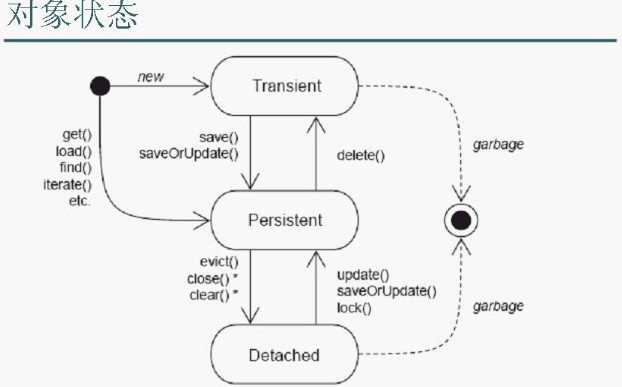 对象状态
new
Transient
get()
load()
find()
iterate()
etc.
save()
saveOrUpdate()
delete()
garbage
Persistent
evict()
close() *
clear() *
update()
saveOrUpdate()
lock()
garbage
Detached